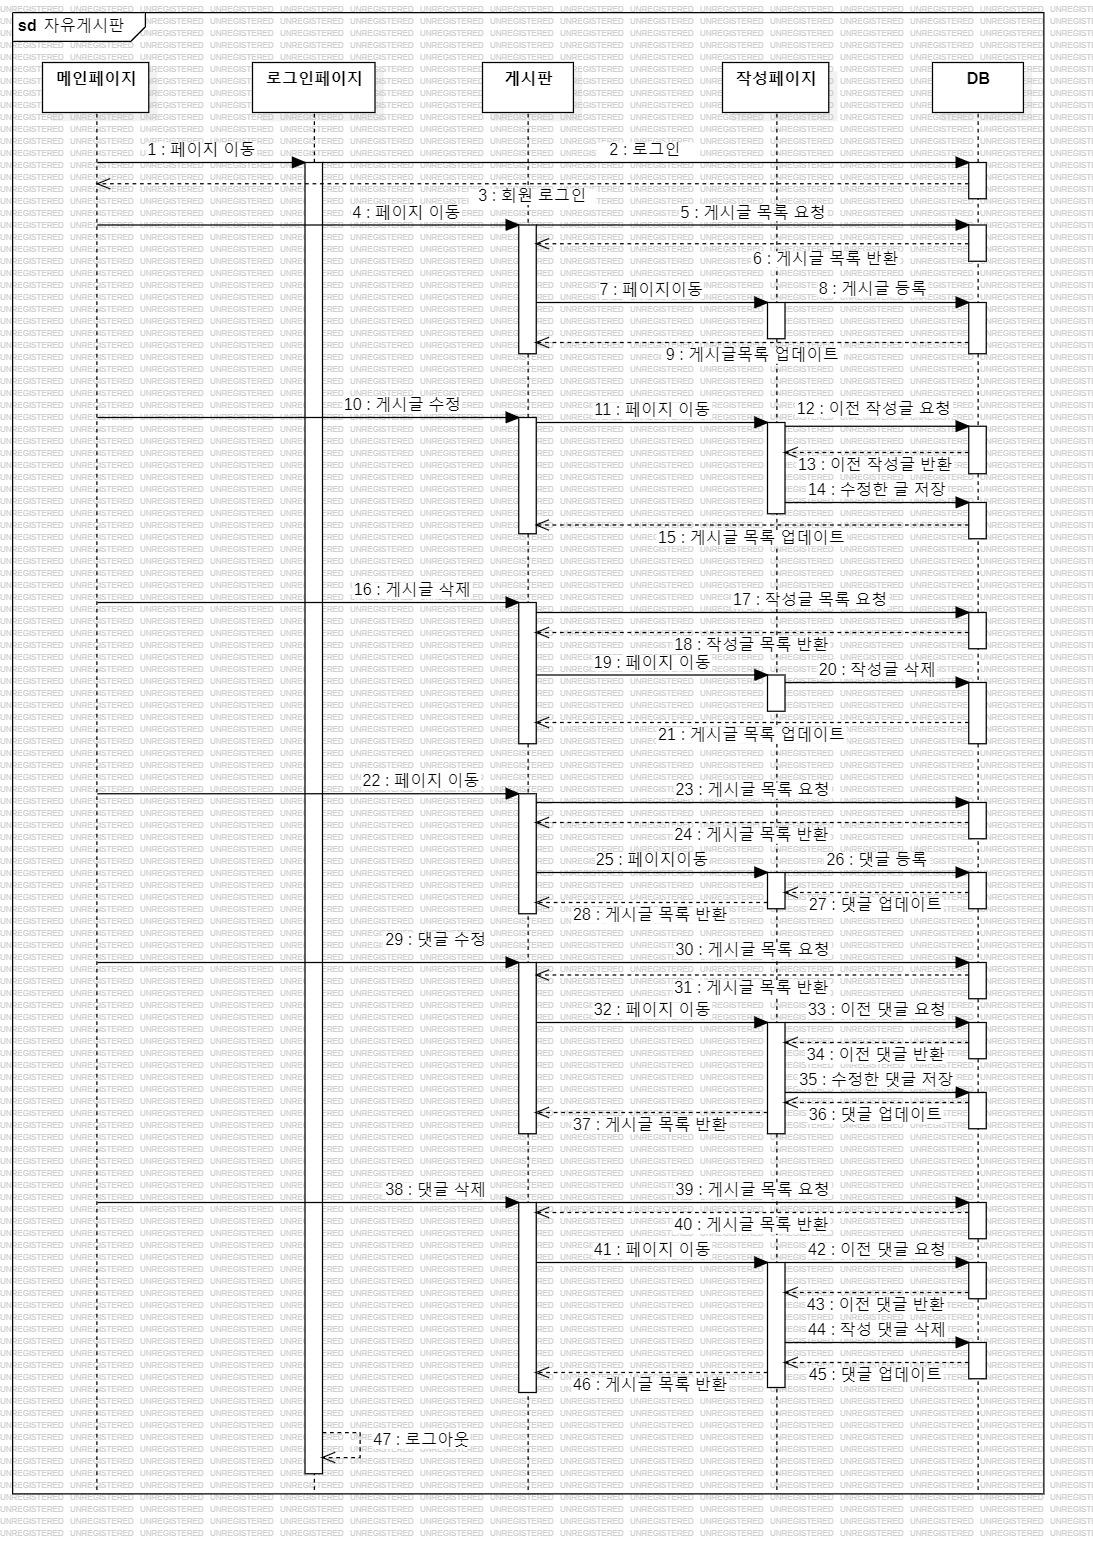 sd 자유게시판
메인페이지
로그인페이지
게시판
작성페이지
DB
1 : 페이지 이동
2 : 로그인
3 : 회원 로그인
4 : 페이지 이동
5 : 게시글 목록 요청
6 : 게시글 목록 반환
7 : 페이지이동
8 : 게시글 등록
9 : 게시글목록 업데이트
10 : 게시글 수정
11 : 페이지 이동
12 : 이전 작성글 요청
13 : 이전 작성글 반환
14 : 수정한 글 저장
15 : 게시글 목록 업데이트
16 : 게시글 삭제
17 : 작성글 목록 요청
18 : 작성글 목록 반환
19 : 페이지 이동
20 : 작성글 삭제
21 : 게시글 목록 업데이트
22 : 페이지 이동
23 : 게시글 목록 요청
24 : 게시글 목록 반환
25 : 페이지이동
26 : 댓글 등록
27 : 댓글 업데이트
28 : 게시글 목록 반환
29 : 댓글 수정
30 : 게시글 목록 요청
31 : 게시글 목록 반환
32 : 페이지 이동
33 : 이전 댓글 요청
34 : 이전 댓글 반환
35 : 수정한 댓글 저장
36 : 댓글 업데이트
37 : 게시글 목록 반환
38 : 댓글 삭제
39 : 게시글 목록 요청
40 : 게시글 목록 반환
41 : 페이지 이동
42 : 이전 댓글 요청
43 : 이전 댓글 반환
44 : 작성 댓글 삭제
45 : 댓글 업데이트
46 : 게시글 목록 반환
47 : 로그아웃
UNREGISTERED